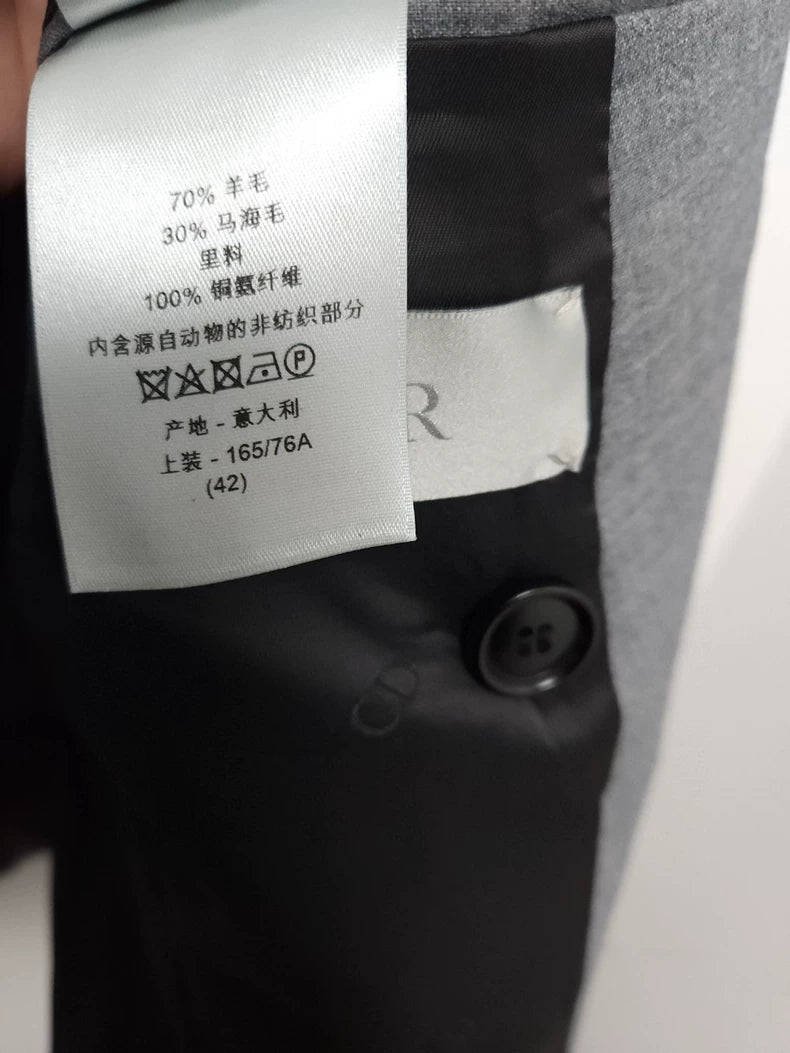 70% 羊毛
30% 马海毛
里料
100% 铜氨纤维
内含源自动物的非纺织部分
P
产地 - 意大利
上装 - 165/76A
(42)
R
CD